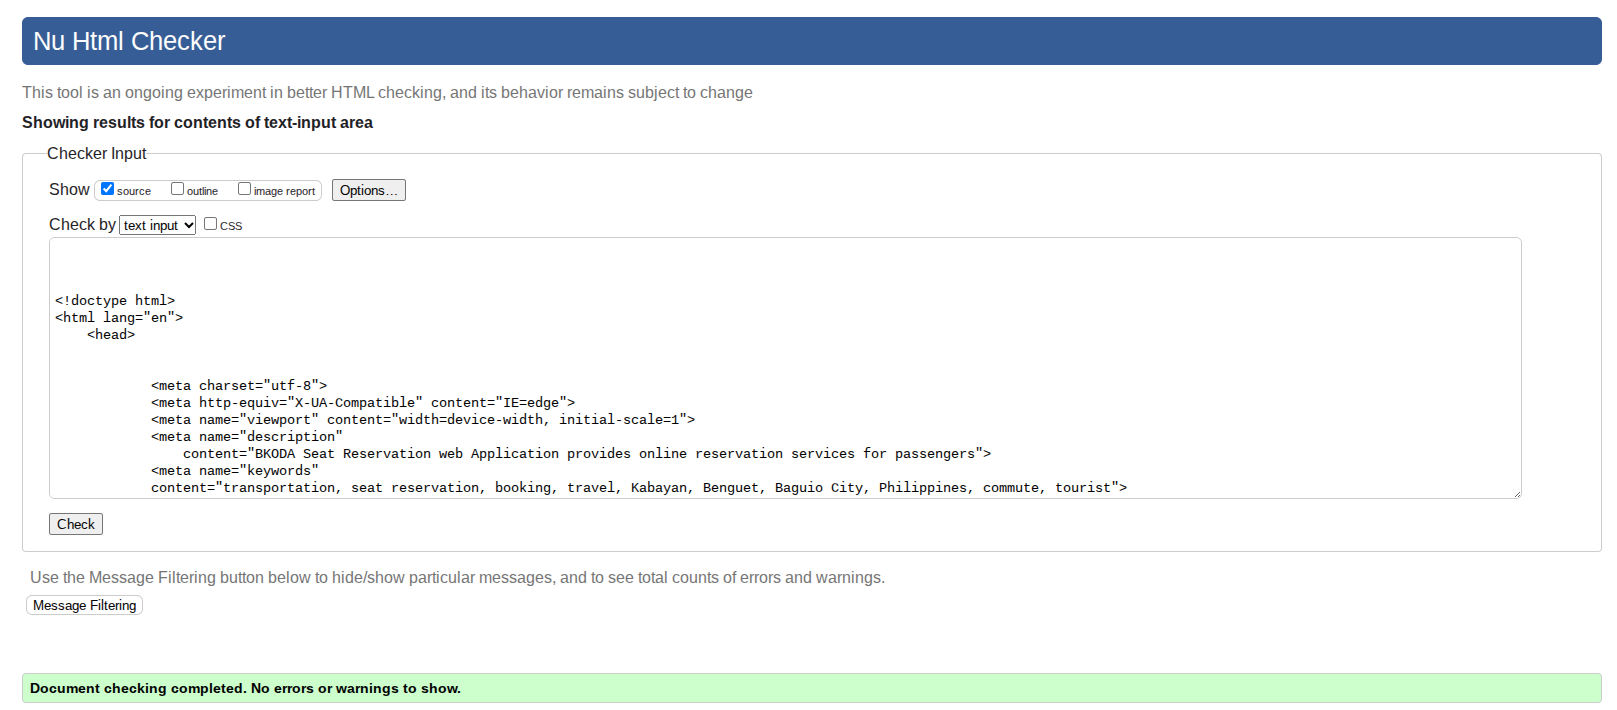 Nu Html Checker
This tool is an ongoing experiment in better HTML checking, and its behavior remains subject to change
Showing results for contents of text-input area
Checker Input
Show source outline image report Options…
Check by text input CSS
<!doctype html>
<html lang="en">
<head>
<meta charset="utf-8">
<meta http-equiv="X-UA-Compatible" content="IE=edge">
<meta name="viewport" content="width=device-width, initial-scale=1">
<meta name="description"
content="BKODA Seat Reservation web Application provides online reservation services for passengers">
<meta name="keywords"
content="transportation, seat reservation, booking, travel, Kabayan, Benguet, Baguio City, Philippines, commute, tourist">
Check
Use the Message Filtering button below to hide/show particular messages, and to see total counts of errors and warnings.
Message Filtering
Document checking completed. No errors or warnings to show.